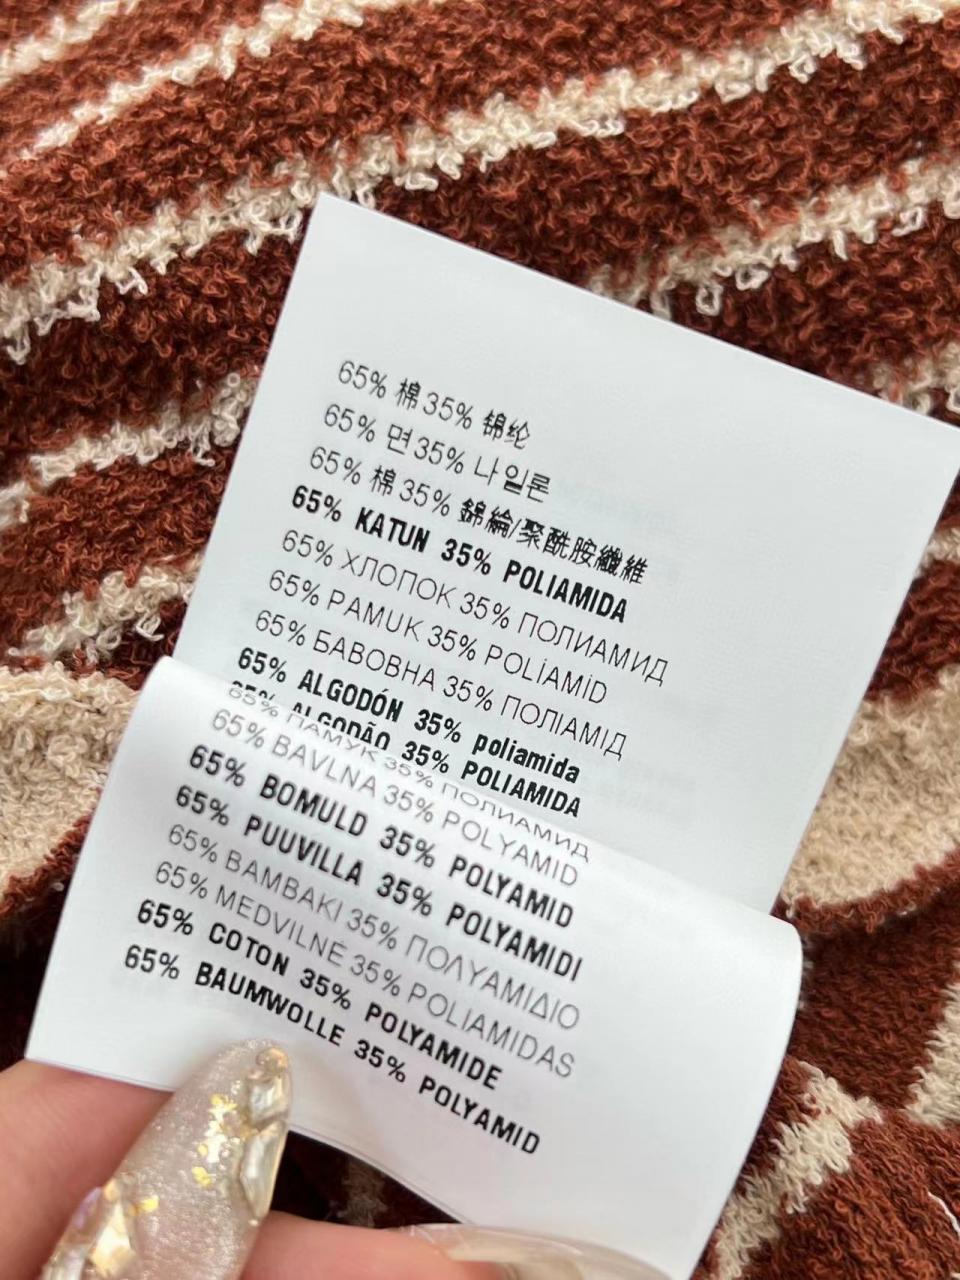 65% 棉 35% 锦纶
65% 면 35% 나일론
65% 棉 35% 錦綸/聚酰胺纖維
65% KATUN 35% POLIAMIDA
65% ХЛОПОК 35% ПОЛИАМИД
65% PAMUK 35% POLİAMİD
65% БАВОВНА 35% ПОЛІАМІД
65% ALGODÓN 35% poliamida
65% ALGODÃO 35% POLIAMIDA
65% ПАМУК 35% ПОЛИАМИД
65% BAVLNA 35% POLYAMID
65% BOMULD 35% POLYAMID
65% PUUVILLA 35% POLYAMIDI
65% ΒΑΜΒΑΚΙ 35% ΠΟΛΥΑΜΙΔΙΟ
65% MEDVILNĖ 35% POLIAMIDAS
65% COTON 35% POLYAMIDE
65% BAUMWOLLE 35% POLYAMID